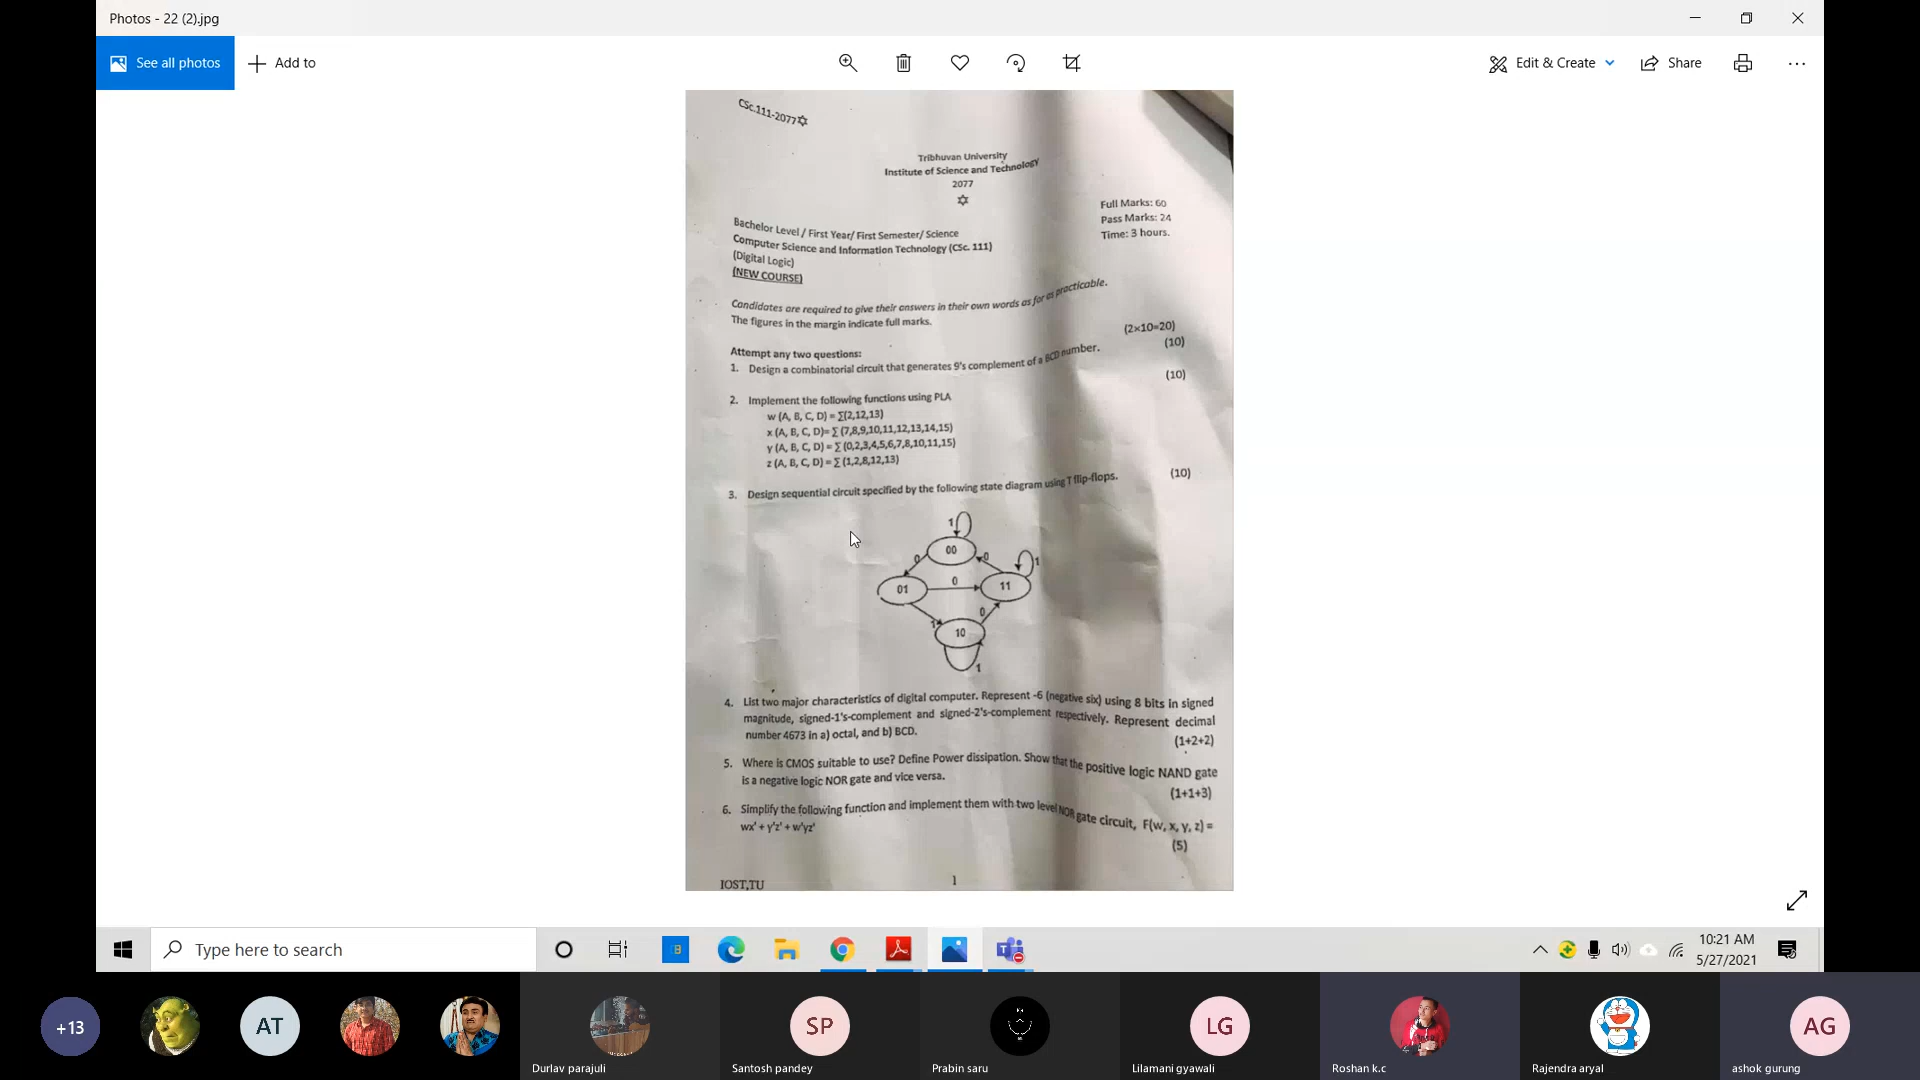 Photos - 22 (2).jpg
See all photos
Add to
Edit & Create
Share
CSc.111-2077✡
Tribhuvan University
Institute of Science and Technology
2077
✡
Full Marks: 60
Pass Marks: 24
Time: 3 hours.
Bachelor Level / First Year/ First Semester/ Science
Computer Science and Information Technology (CSc. 111)
(Digital Logic)
(NEW COURSE)
Candidates are required to give their answers in their own words as for as practicable.
The figures in the margin indicate full marks.
(2×10=20)
Attempt any two questions:
1. Design a combinatorial circuit that generates 9's complement of a BCD number. (10)
2. Implement the following functions using PLA (10)
w (A, B, C, D) = ∑(2,12,13)
x (A, B, C, D)= ∑ (7,8,9,10,11,12,13,14,15)
y (A, B, C, D) = ∑ (0,2,3,4,5,6,7,8,10,11,15)
z (A, B, C, D) = ∑ (1,2,8,12,13)
3. Design sequential circuit specified by the following state diagram using T flip-flops. (10)
1
00
0
0
1
01
0
11
1
0
10
1
4. List two major characteristics of digital computer. Represent -6 (negative six) using 8 bits in signed
magnitude, signed-1's-complement and signed-2's-complement respectively. Represent decimal
number 4673 in a) octal, and b) BCD. (1+2+2)
5. Where is CMOS suitable to use? Define Power dissipation. Show that the positive logic NAND gate
is a negative logic NOR gate and vice versa. (1+1+3)
6. Simplify the following function and implement them with two level NOR gate circuit, F(w, x, y, z) =
wx' + y'z' + w'yz' (5)
IOST,TU
1
Type here to search
10:21 AM
5/27/2021
+13
AT
SP
LG
AG
Durlav parajuli
Santosh pandey
Prabin saru
Lilamani gyawali
Roshan k.c
Rajendra aryal
ashok gurung